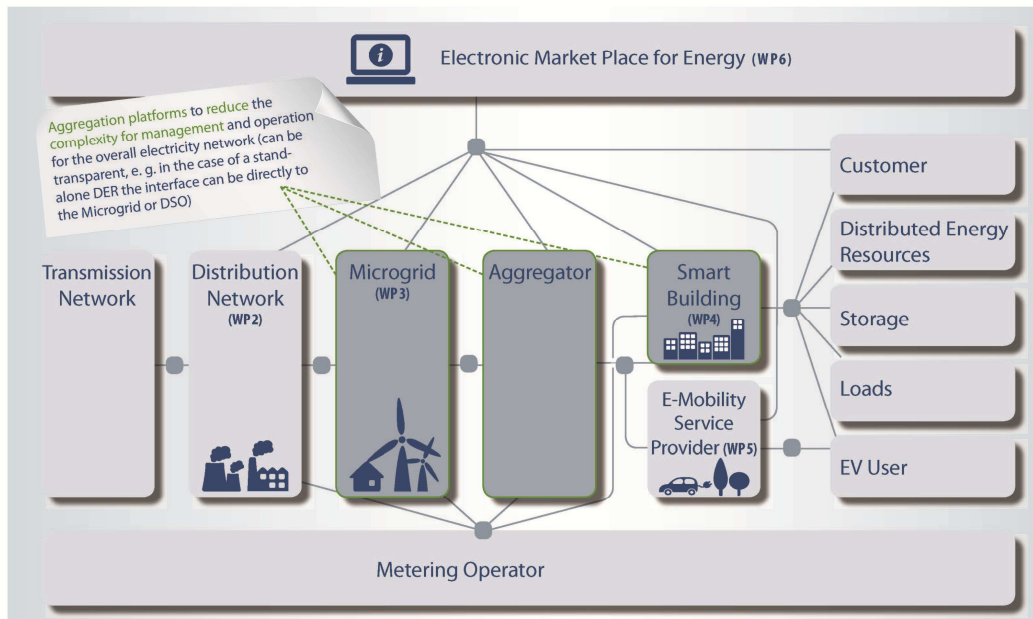 Electronic Market Place for Energy (WP6)
Aggregation platforms to reduce the
complexity for management and operation
for the overall electricity network (can be
transparent, e. g. in the case of a stand-
alone DER the interface can be directly to
the Microgrid or DSO)
Transmission
Network
Distribution
Network
(WP2)
Microgrid
(WP3)
Aggregator
Smart
Building
(WP4)
E-Mobility
Service
Provider (WP5)
Customer
Distributed Energy
Resources
Storage
Loads
EV User
Metering Operator